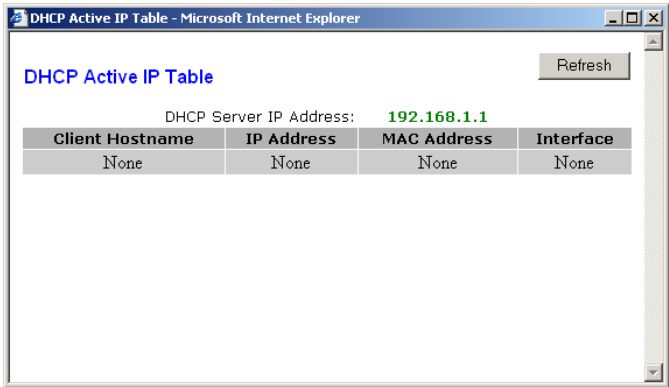 DHCP Active IP Table - Microsoft Internet Explorer
Refresh
DHCP Active IP Table
DHCP Server IP Address: 192.168.1.1
Client Hostname IP Address MAC Address Interface
None None None None